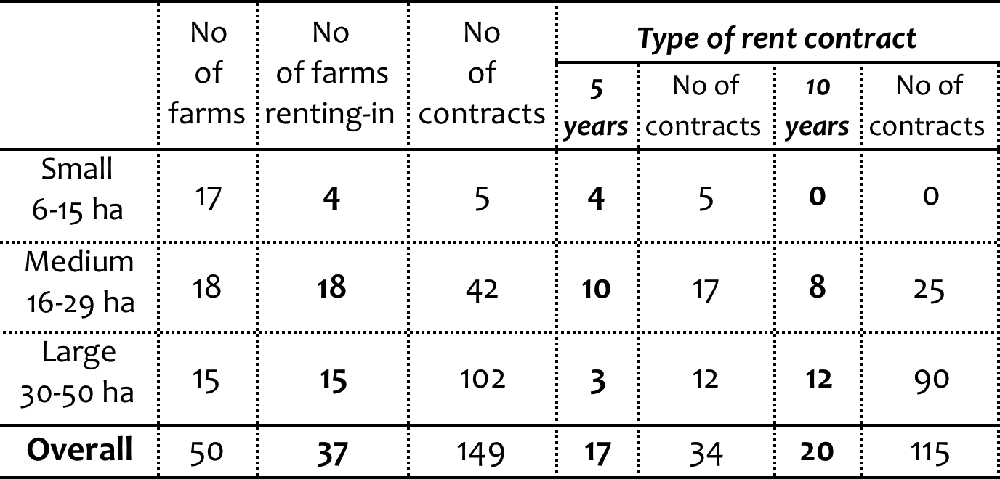 No of farms | No of farms renting-in | No of contracts | Type of rent contract
5 years | No of contracts | 10 years | No of contracts
Small 6-15 ha | 17 | 4 | 5 | 4 | 5 | 0 | 0
Medium 16-29 ha | 18 | 18 | 42 | 10 | 17 | 8 | 25
Large 30-50 ha | 15 | 15 | 102 | 3 | 12 | 12 | 90
Overall | 50 | 37 | 149 | 17 | 34 | 20 | 115